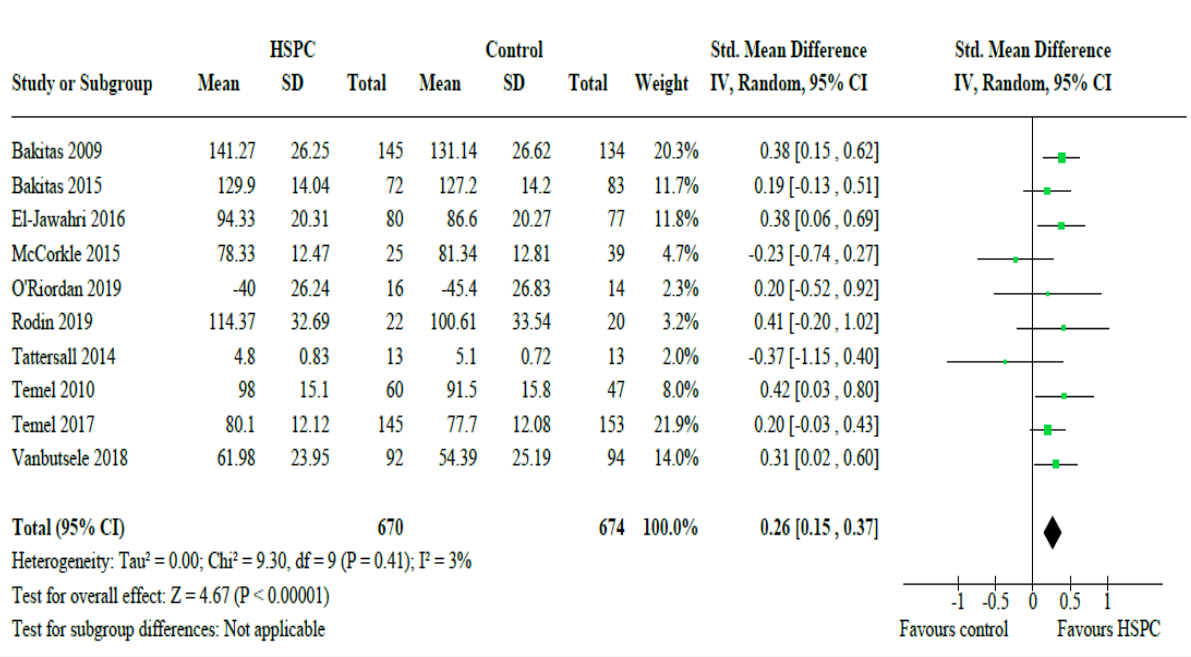 HSPC Control Std. Mean Difference Std. Mean Difference
Study or Subgroup Mean SD Total Mean SD Total Weight IV, Random, 95% CI IV, Random, 95% CI
Bakitas 2009 141.27 26.25 145 131.14 26.62 134 20.3% 0.38 [0.15 , 0.62]
Bakitas 2015 129.9 14.04 72 127.2 14.2 83 11.7% 0.19 [-0.13 , 0.51]
El-Jawahri 2016 94.33 20.31 80 86.6 20.27 77 11.8% 0.38 [0.06 , 0.69]
McCorkle 2015 78.33 12.47 25 81.34 12.81 39 4.7% -0.23 [-0.74 , 0.27]
O'Riordan 2019 -40 26.24 16 -45.4 26.83 14 2.3% 0.20 [-0.52 , 0.92]
Rodin 2019 114.37 32.69 22 100.61 33.54 20 3.2% 0.41 [-0.20 , 1.02]
Tattersall 2014 4.8 0.83 13 5.1 0.72 13 2.0% -0.37 [-1.15 , 0.40]
Temel 2010 98 15.1 60 91.5 15.8 47 8.0% 0.42 [0.03 , 0.80]
Temel 2017 80.1 12.12 145 77.7 12.08 153 21.9% 0.20 [-0.03 , 0.43]
Vanbutsele 2018 61.98 23.95 92 54.39 25.19 94 14.0% 0.31 [0.02 , 0.60]
Total (95% CI) 670 674 100.0% 0.26 [0.15 , 0.37]
Heterogeneity: Tau² = 0.00; Chi² = 9.30, df = 9 (P = 0.41); I² = 3%
Test for overall effect: Z = 4.67 (P < 0.00001)
Test for subgroup differences: Not applicable
-1 -0.5 0 0.5 1
Favours control Favours HSPC